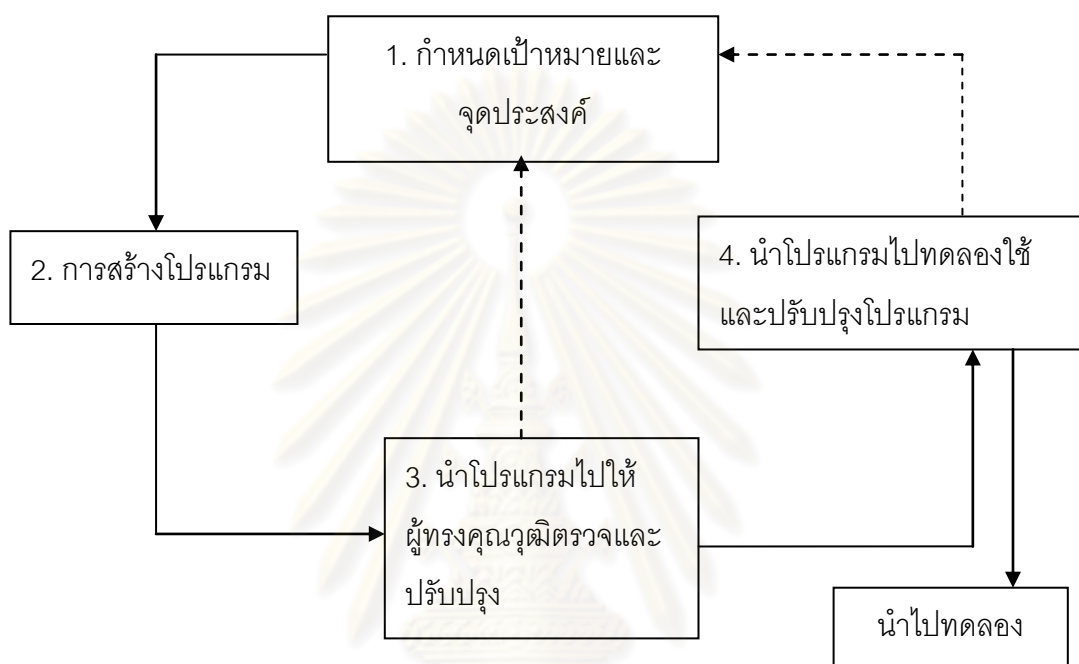 1. กำหนดเป้าหมายและ
จุดประสงค์
2. การสร้างโปรแกรม
3. นำโปรแกรมไปให้
ผู้ทรงคุณวุฒิตรวจและ
ปรับปรุง
4. นำโปรแกรมไปทดลองใช้
และปรับปรุงโปรแกรม
นำไปทดลอง